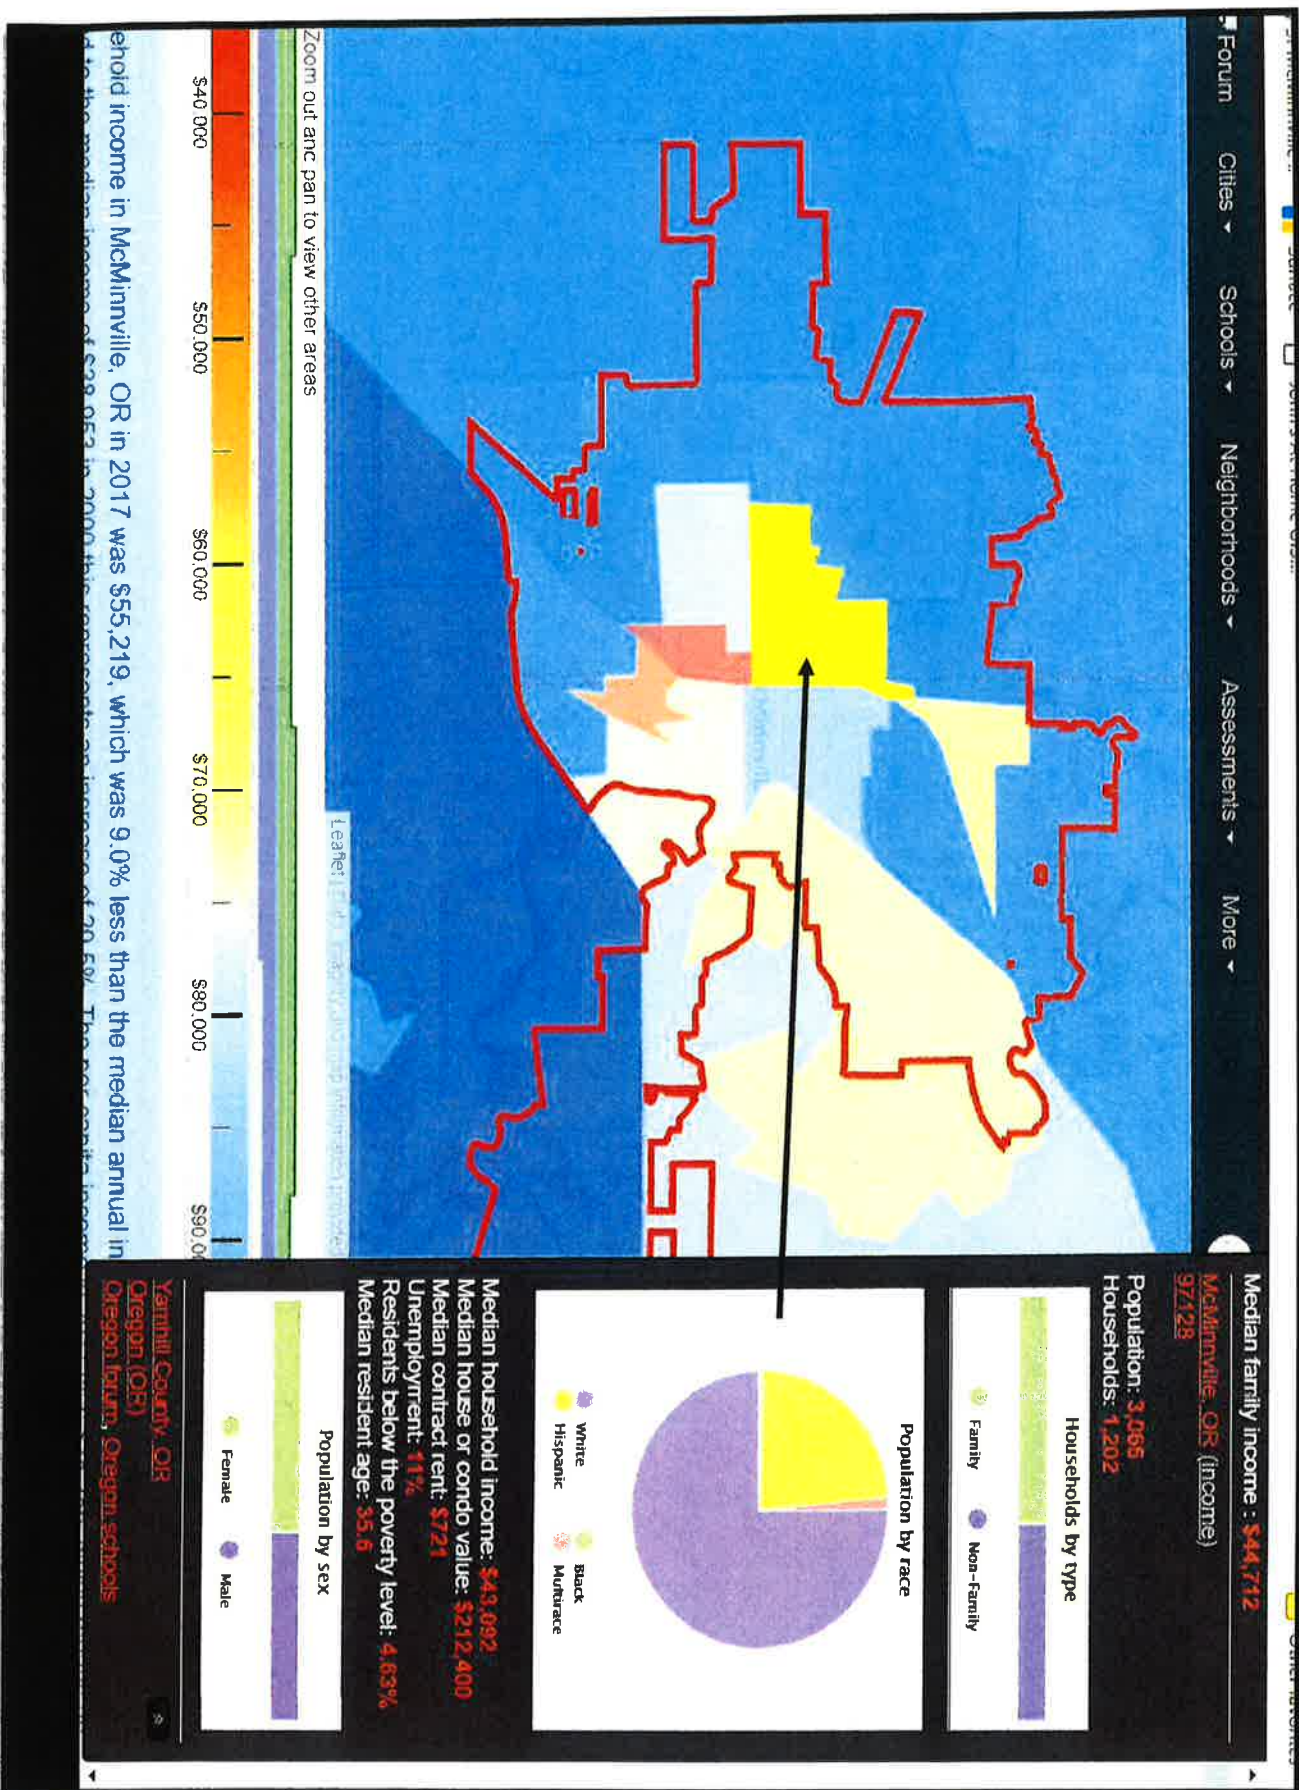 Forum Cities Schools Neighborhoods Assessments More
Median family income : $44,712
McMinnville, OR (income)
97128
Population: 3,065
Households: 1,202
Households by type
Family Non-Family
Population by race
White Black
Hispanic Multirace
Median household income: $43,092
Median house or condo value: $212,400
Median contract rent: $721
Unemployment: 11%
Residents below the poverty level: 4.63%
Median resident age: 35.5
Population by sex
Female Male
Yamhill County, OR
Oregon (OR)
Oregon forum, Oregon schools
Leaflet
Zoom out anc pan to view other areas
$40,000 $50,000 $60,000 $70,000 $80,000 $90,00
ehold income in McMinnville, OR in 2017 was $55,219, which was 9.0% less than the median annual in